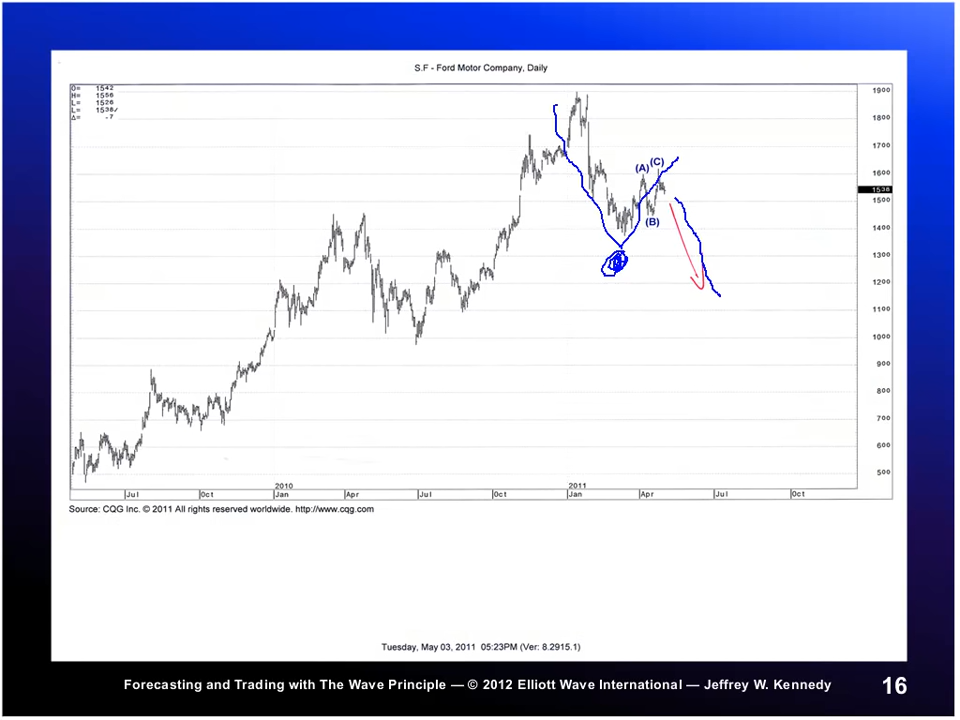 S.F - Ford Motor Company, Daily
O= 1542
H= 1556
L= 1526
L= 1538/
Δ= -7
1900
1800
1700
1600
1538
1500
1400
1300
1200
1100
1000
900
800
700
600
500
(A)
(C)
(B)
2010
2011
Jul
Oct
Jan
Apr
Jul
Oct
Jan
Apr
Jul
Oct
Source: CQG Inc. © 2011 All rights reserved worldwide. http://www.cqg.com
Tuesday, May 03, 2011 05:23PM (Ver: 8.2915.1)
Forecasting and Trading with The Wave Principle — © 2012 Elliott Wave International — Jeffrey W. Kennedy
16